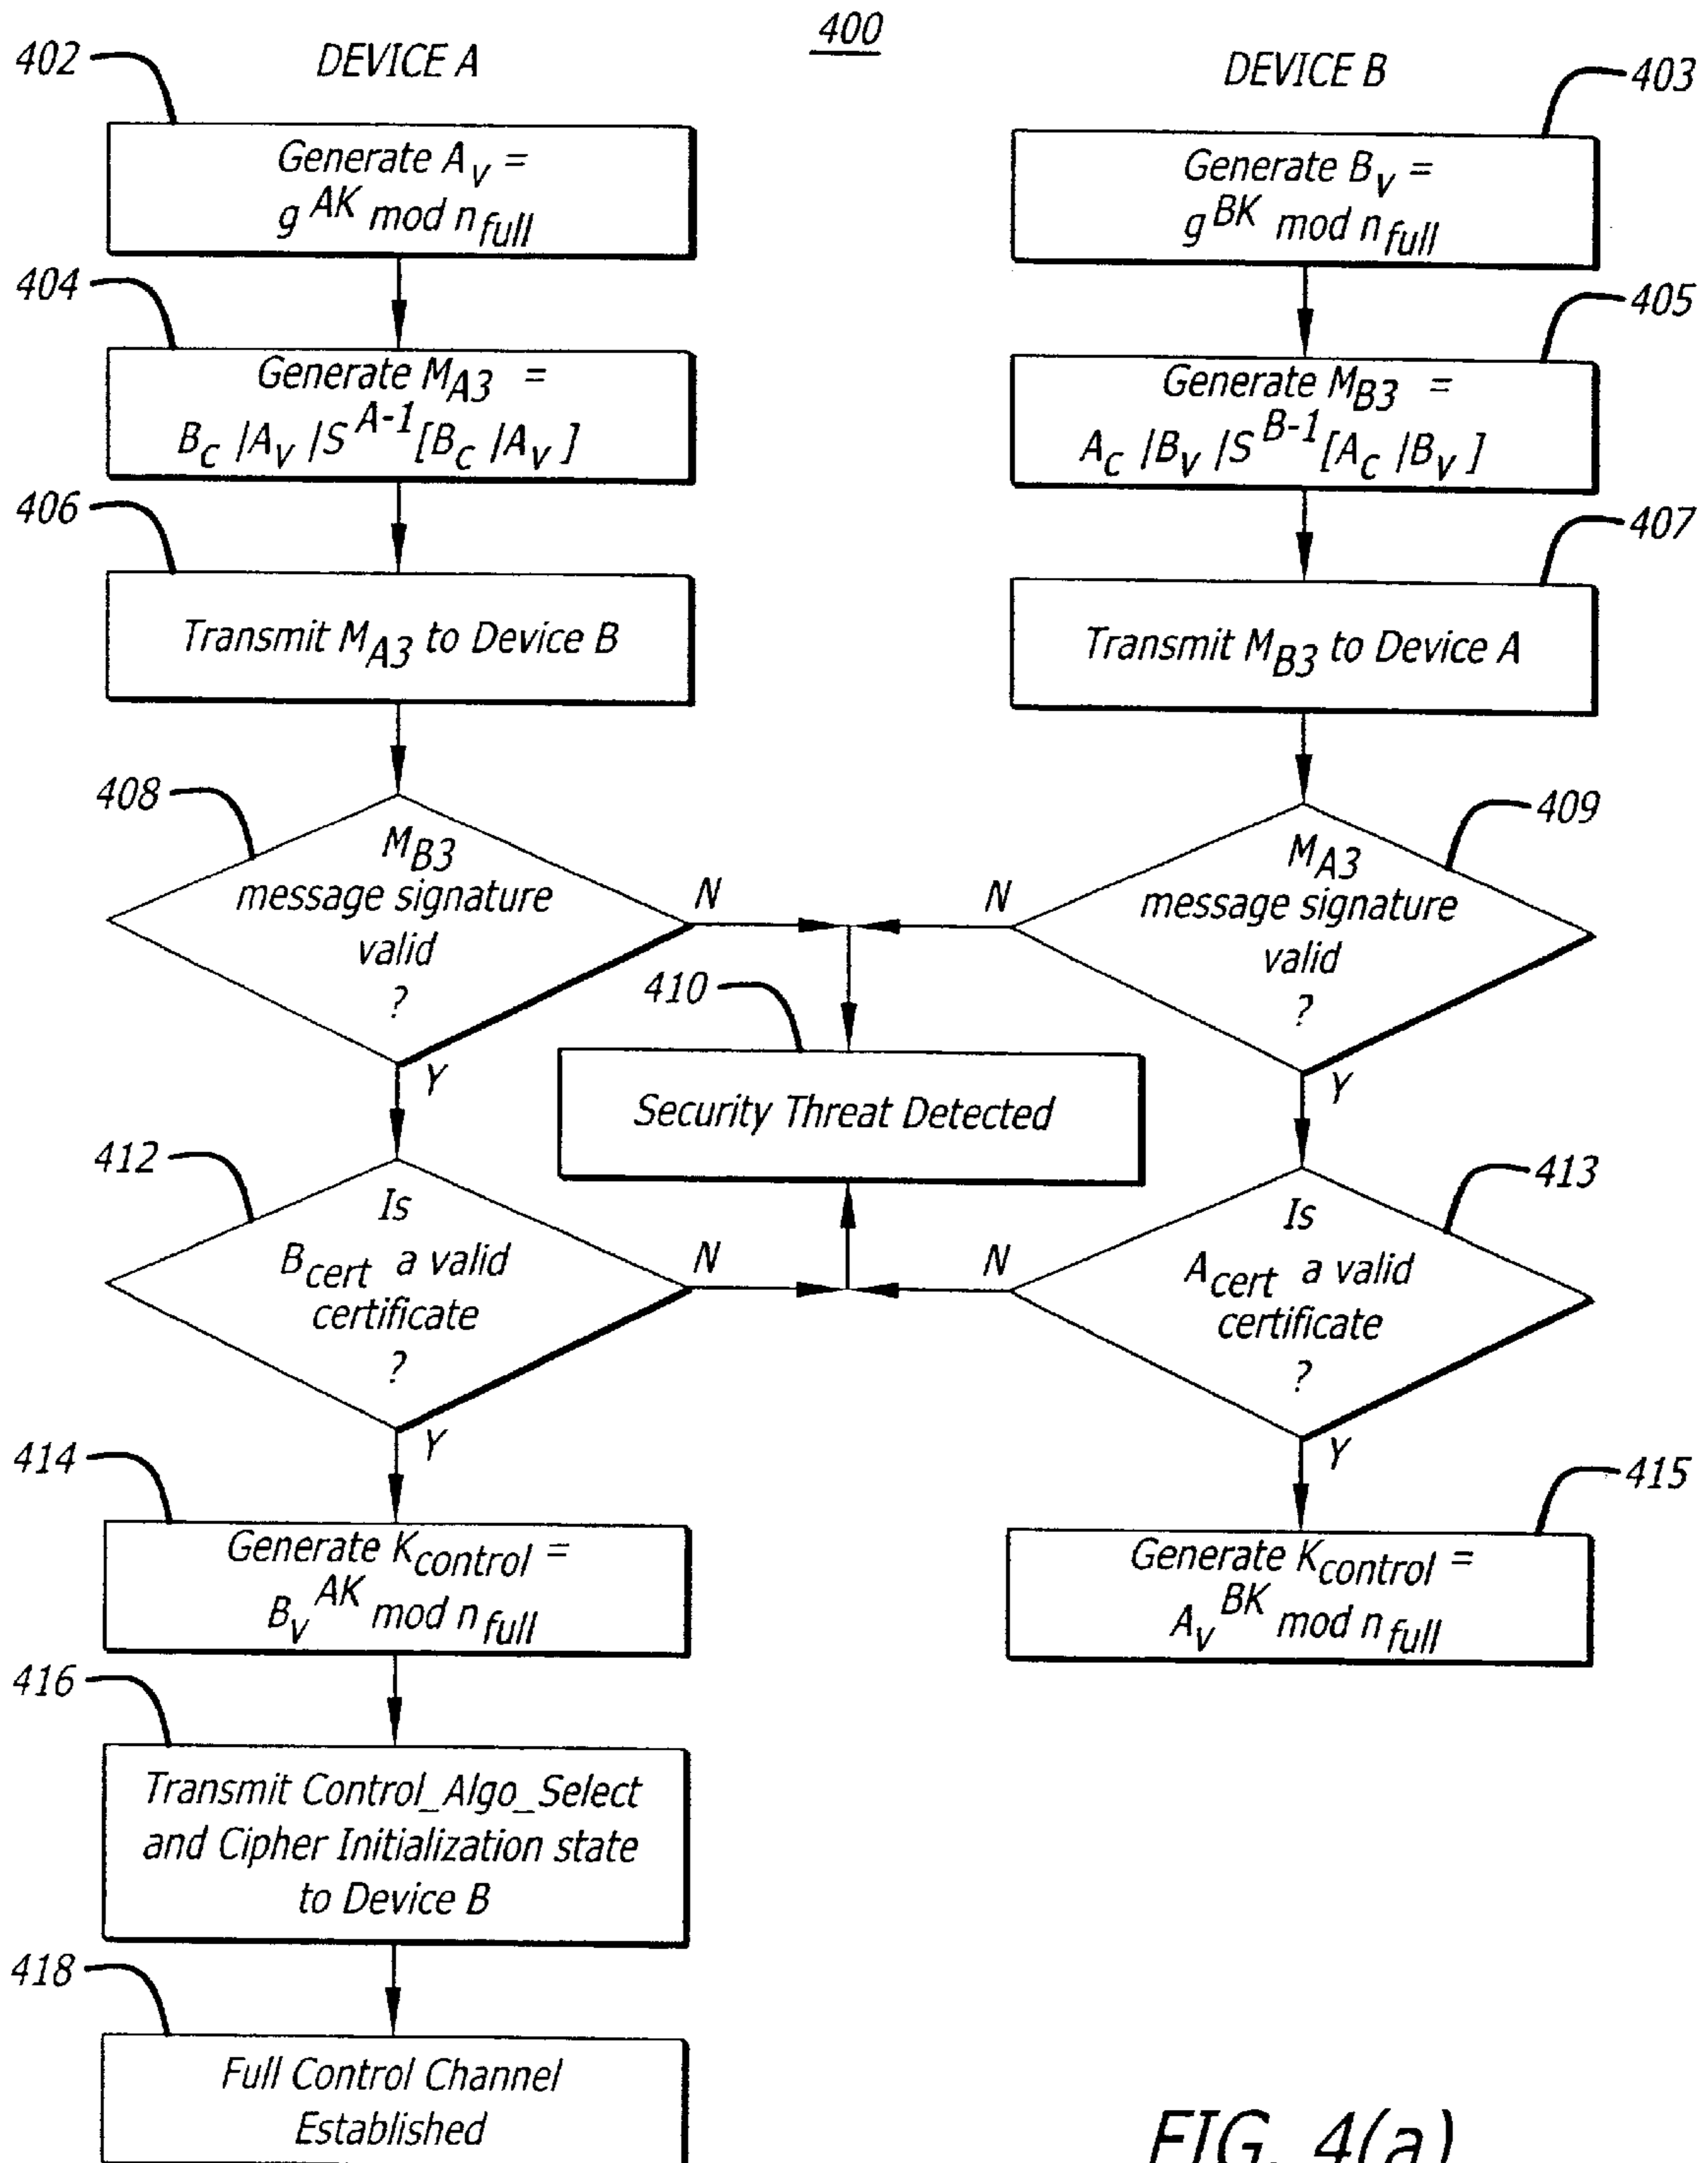 400
402
DEVICE A
DEVICE B
403
Generate A_v =
g^AK mod n_full
Generate B_v =
g^BK mod n_full
404
405
Generate M_A3 =
B_c |A_v |S^A-1 [B_c |A_v ]
Generate M_B3 =
A_c |B_v |S^B-1 [A_c |B_v ]
406
407
Transmit M_A3 to Device B
Transmit M_B3 to Device A
408
409
M_B3
message signature
valid
?
N
Y
M_A3
message signature
valid
?
N
Y
410
Security Threat Detected
412
413
Is
B_cert a valid
certificate
?
N
Y
Is
A_cert a valid
certificate
?
N
Y
414
415
Generate K_control =
B_v^AK mod n_full
Generate K_control =
A_v^BK mod n_full
416
Transmit Control_Algo_Select
and Cipher Initialization state
to Device B
418
Full Control Channel
Established
FIG. 4(a)